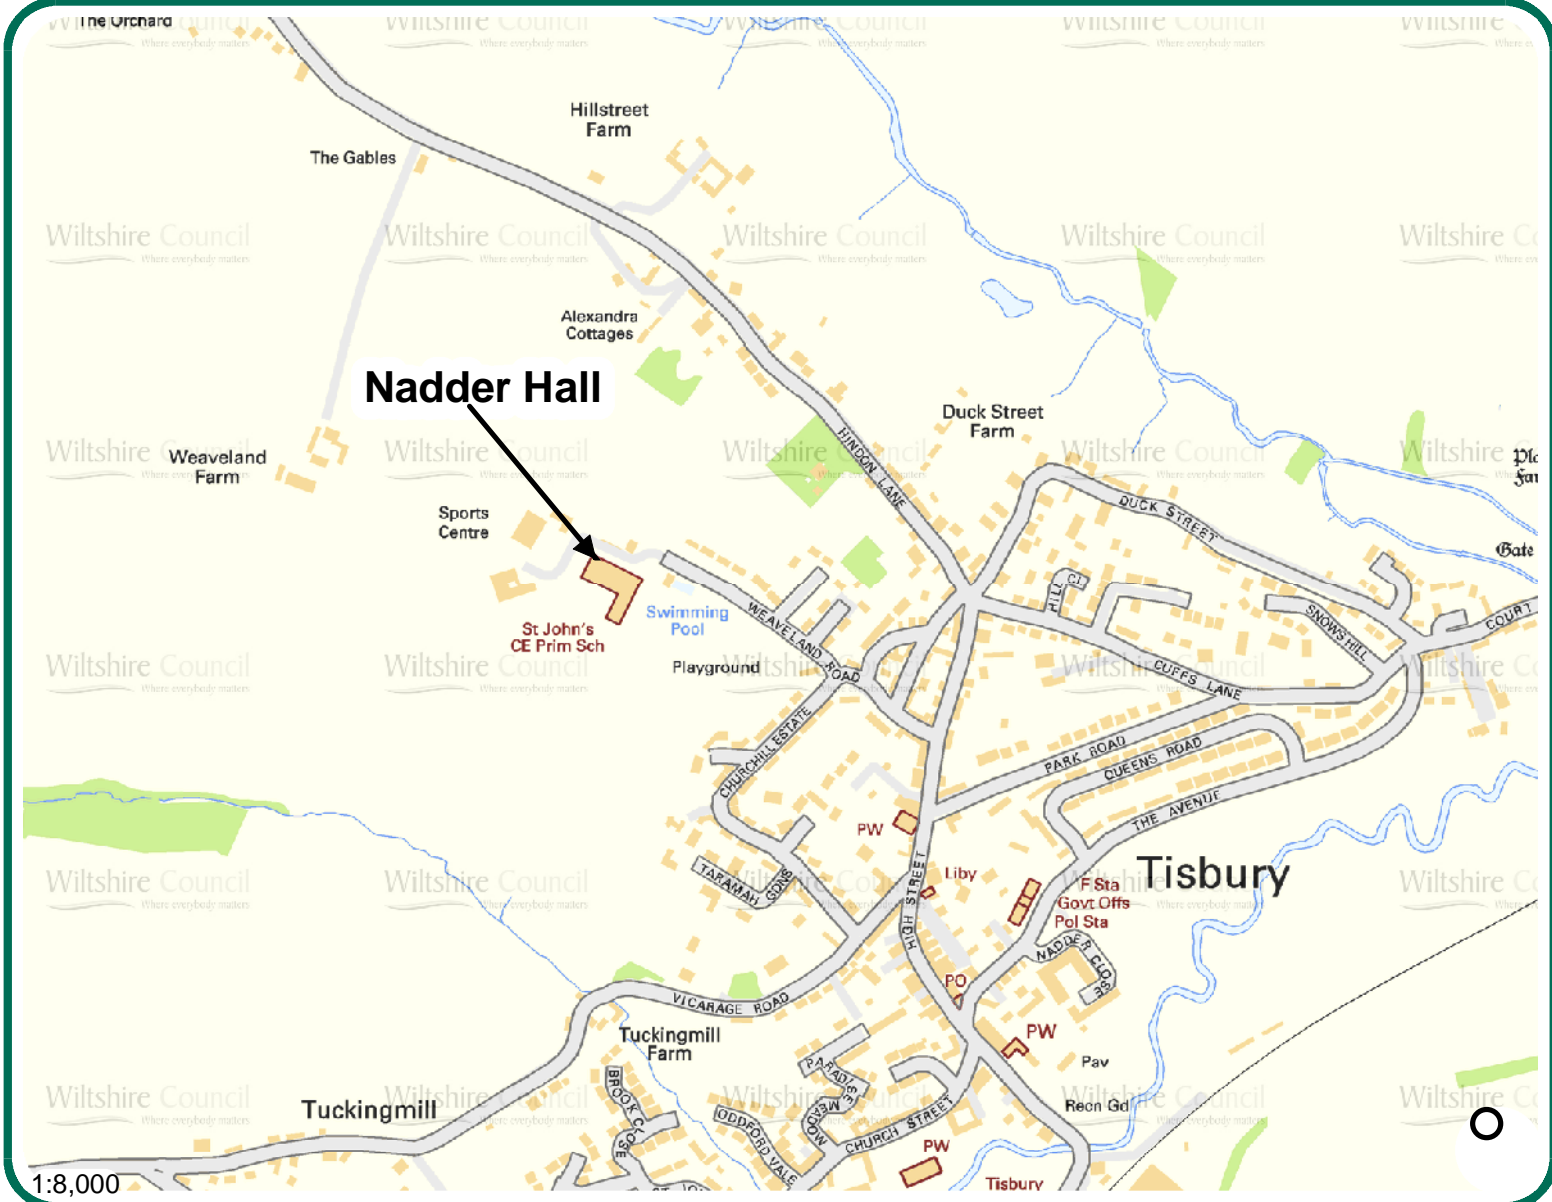 The Orchard
Hillstreet
Farm
The Gables
Alexandra
Cottages
Nadder Hall
Duck Street
Farm
HINDON LANE
Weaveland
Farm
DUCK STREET
Sports
Centre
Gate
HILL
CL
Swimming
Pool
WEAVELAND ROAD
SNOWS HILL
COURT
St John's
CE Prim Sch
Playground
CUFFS LANE
CHURCHILL ESTATE
PARK ROAD
QUEENS ROAD
THE AVENUE
PW
HIGH STREET
Liby
Tisbury
F Sta
Govt Offs
Pol Sta
TARAMAH GDNS
NADDER CLOSE
PO
VICARAGE ROAD
Tuckingmill
Farm
PW
Pav
PARADISE
MEADOW
Recn Gd
Tuckingmill
BROOK CLOSE
ODDFORD VALE
CHURCH STREET
PW
Tisbury
1:8,000
Wiltshire Council
Where everybody matters